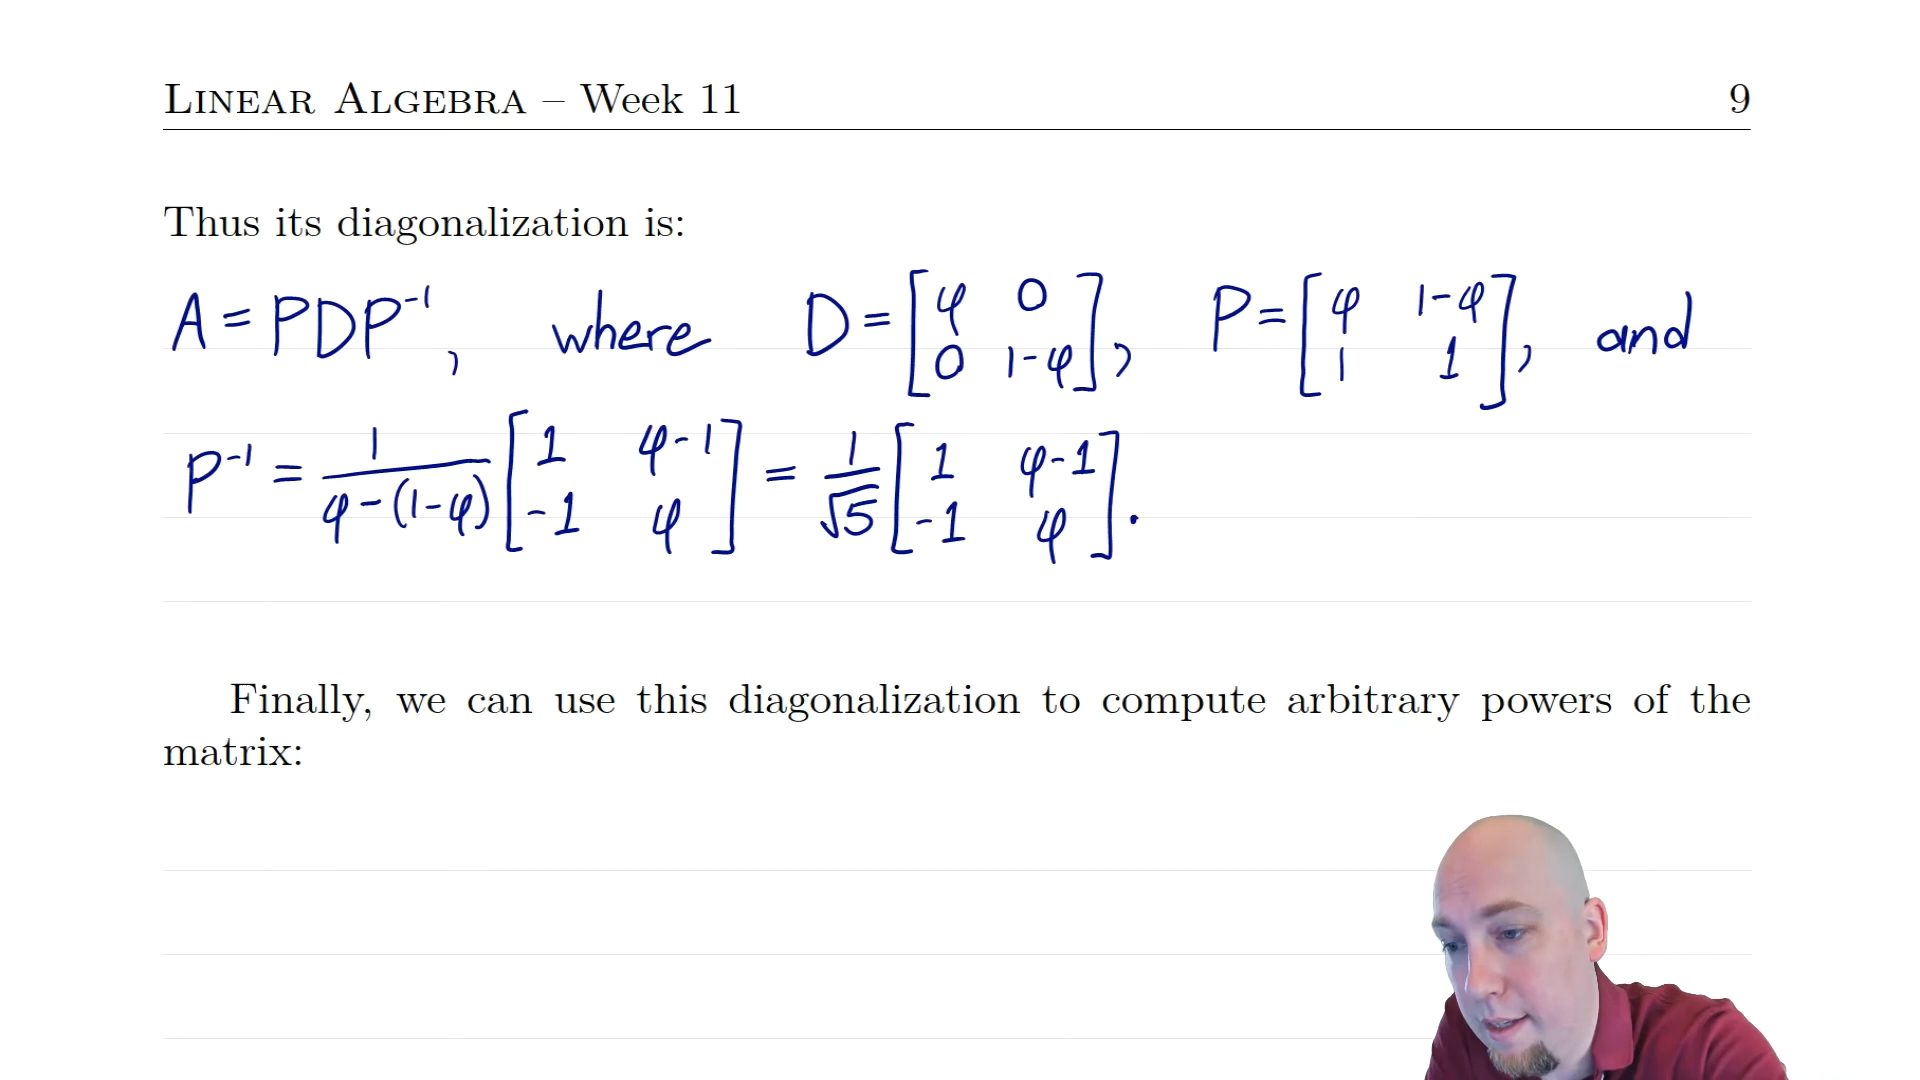 LINEAR ALGEBRA – Week 11 9
Thus its diagonalization is:
A = PDP⁻¹, where D = [φ 0; 0 1-φ], P = [φ 1-φ; 1 1], and
P⁻¹ = 1/(φ-(1-φ)) [1 φ-1; -1 φ] = 1/√5 [1 φ-1; -1 φ].
Finally, we can use this diagonalization to compute arbitrary powers of the
matrix: